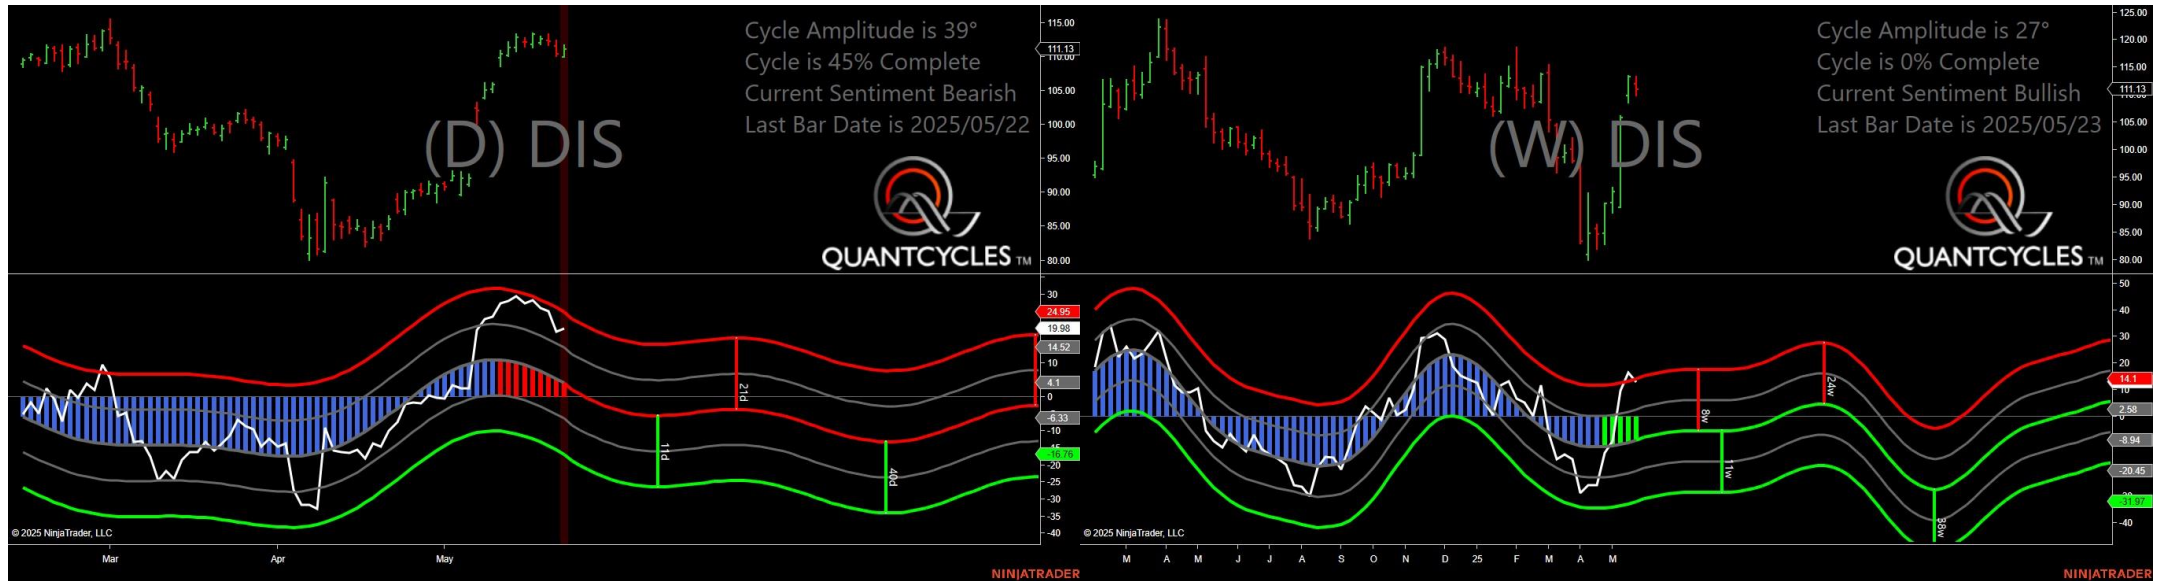 Cycle Amplitude is 39°
Cycle is 45% Complete
Current Sentiment Bearish
Last Bar Date is 2025/05/22
(D) DIS
QUANTCYCLES TM
115.00
111.13
110.00
105.00
100.00
95.00
90.00
85.00
80.00
30
24.95
19.98
14.52
10
4.1
0
-6.33
-10
-15
-16.76
-20
-25
-30
-35
-40
21d
11d
40d
© 2025 NinjaTrader, LLC
Mar
Apr
May
NINJATRADER
Cycle Amplitude is 27°
Cycle is 0% Complete
Current Sentiment Bullish
Last Bar Date is 2025/05/23
(W) DIS
QUANTCYCLES TM
125.00
120.00
115.00
111.13
105.00
100.00
95.00
90.00
85.00
80.00
50
40
30
20
14.1
10
2.58
-8.94
-20.45
-31.97
-40
8w
24w
11w
38w
© 2025 NinjaTrader, LLC
M A M J J A S O N D 25 F M A M
NINJATRADER